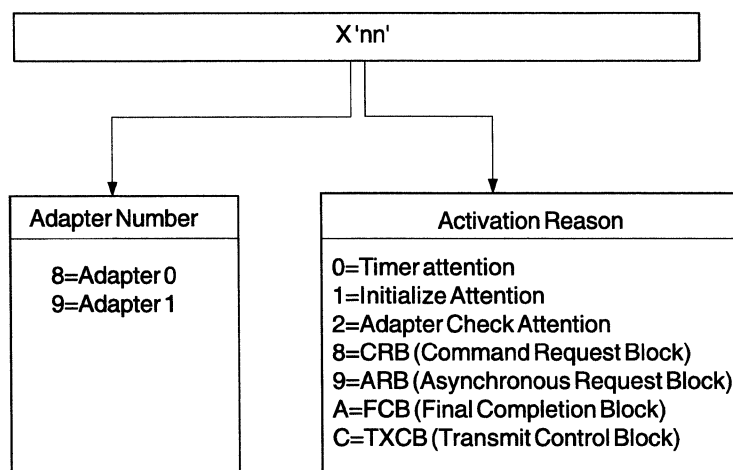 X 'nn'
Adapter Number
8=Adapter 0
9=Adapter 1
Activation Reason
0=Timer attention
1=Initialize Attention
2=Adapter Check Attention
8=CRB (Command Request Block)
9=ARB (Asynchronous Request Block)
A=FCB (Final Completion Block)
C=TXCB (Transmit Control Block)